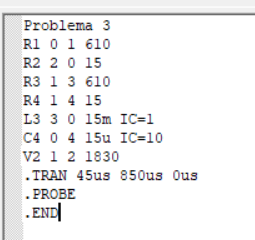 Problema 3
R1 0 1 610
R2 2 0 15
R3 1 3 610
R4 1 4 15
L3 3 0 15m IC=1
C4 0 4 15u IC=10
V2 1 2 1830
.TRAN 45us 850us 0us
.PROBE
.END